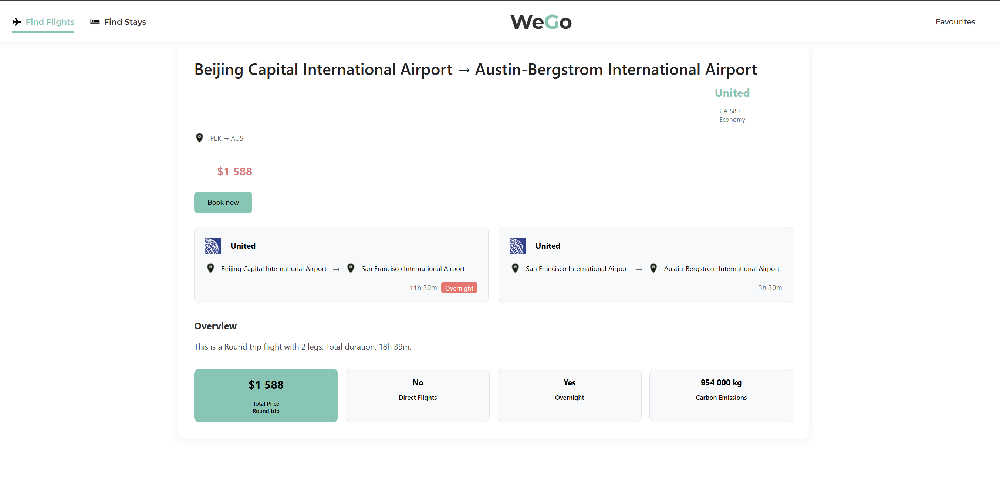 Find Flights
Find Stays
WeGo
Favourites
Beijing Capital International Airport → Austin-Bergstrom International Airport
United
UA 889
Economy
PEK → AUS
$1 588
Book now
United
Beijing Capital International Airport → San Francisco International Airport
11h 30m Overnight
United
San Francisco International Airport → Austin-Bergstrom International Airport
3h 30m
Overview
This is a Round trip flight with 2 legs. Total duration: 18h 39m.
$1 588
Total Price
Round trip
No
Direct Flights
Yes
Overnight
954 000 kg
Carbon Emissions